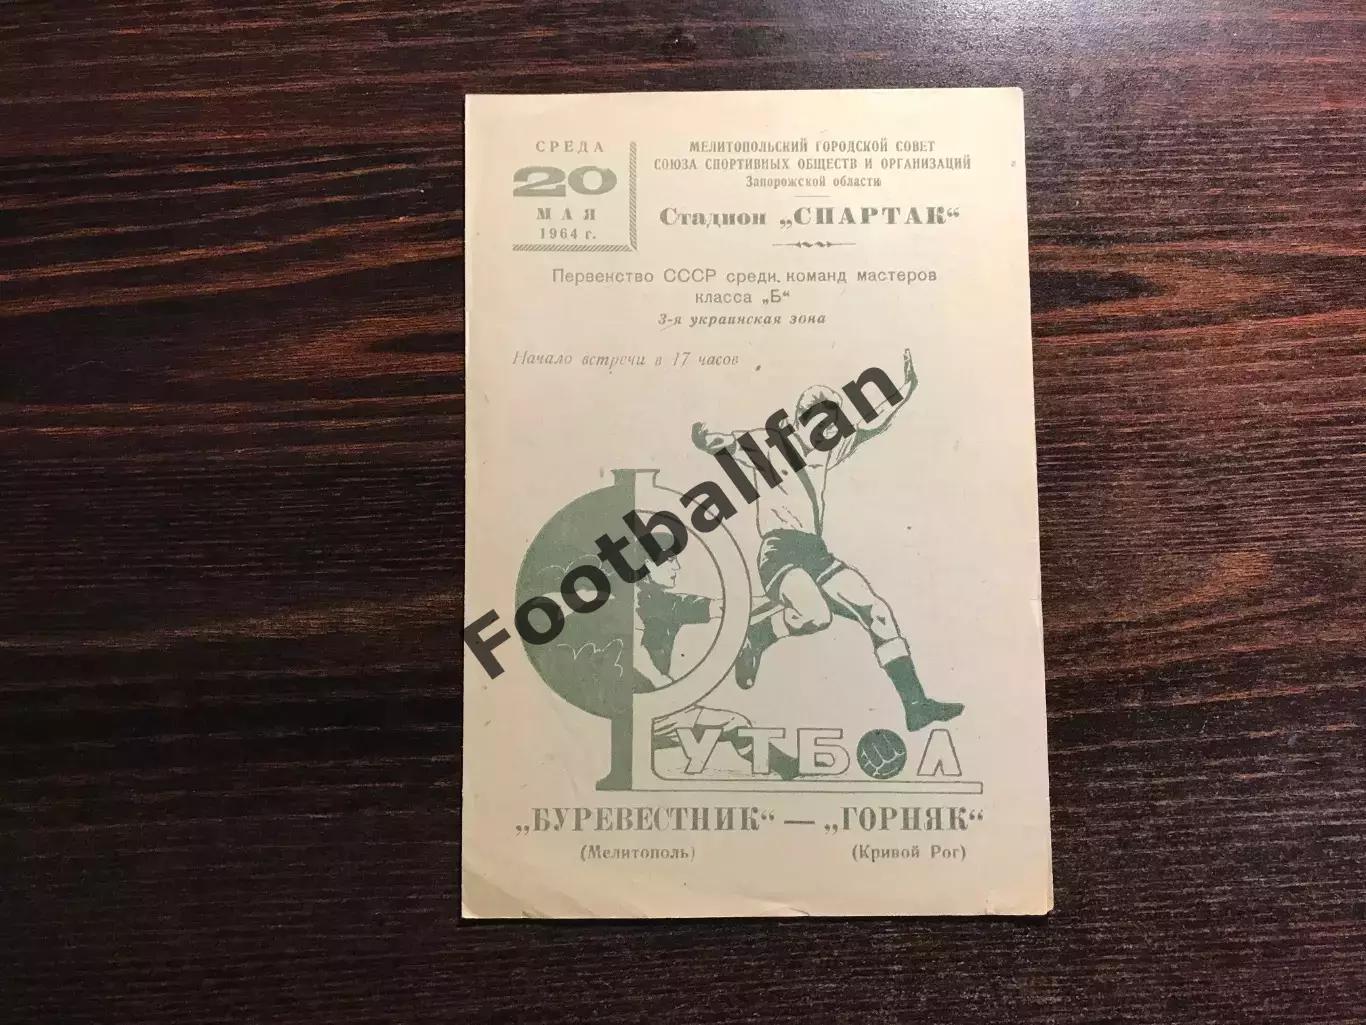 СРЕДА
20
МАЯ
1964 г.
МЕЛИТОПОЛЬСКИЙ ГОРОДСКОЙ СОВЕТ
СОЮЗА СПОРТИВНЫХ ОБЩЕСТВ И ОРГАНИЗАЦИЙ
Запорожской области
Стадион „СПАРТАК“
Первенство СССР среди. команд мастеров
класса „Б“
3-я украинская зона
Начало встречи в 17 часов
Footballfan
ФУТБОЛ
„БУРЕВЕСТНИК“ — „ГОРНЯК“
(Мелитополь) (Кривой Рог)